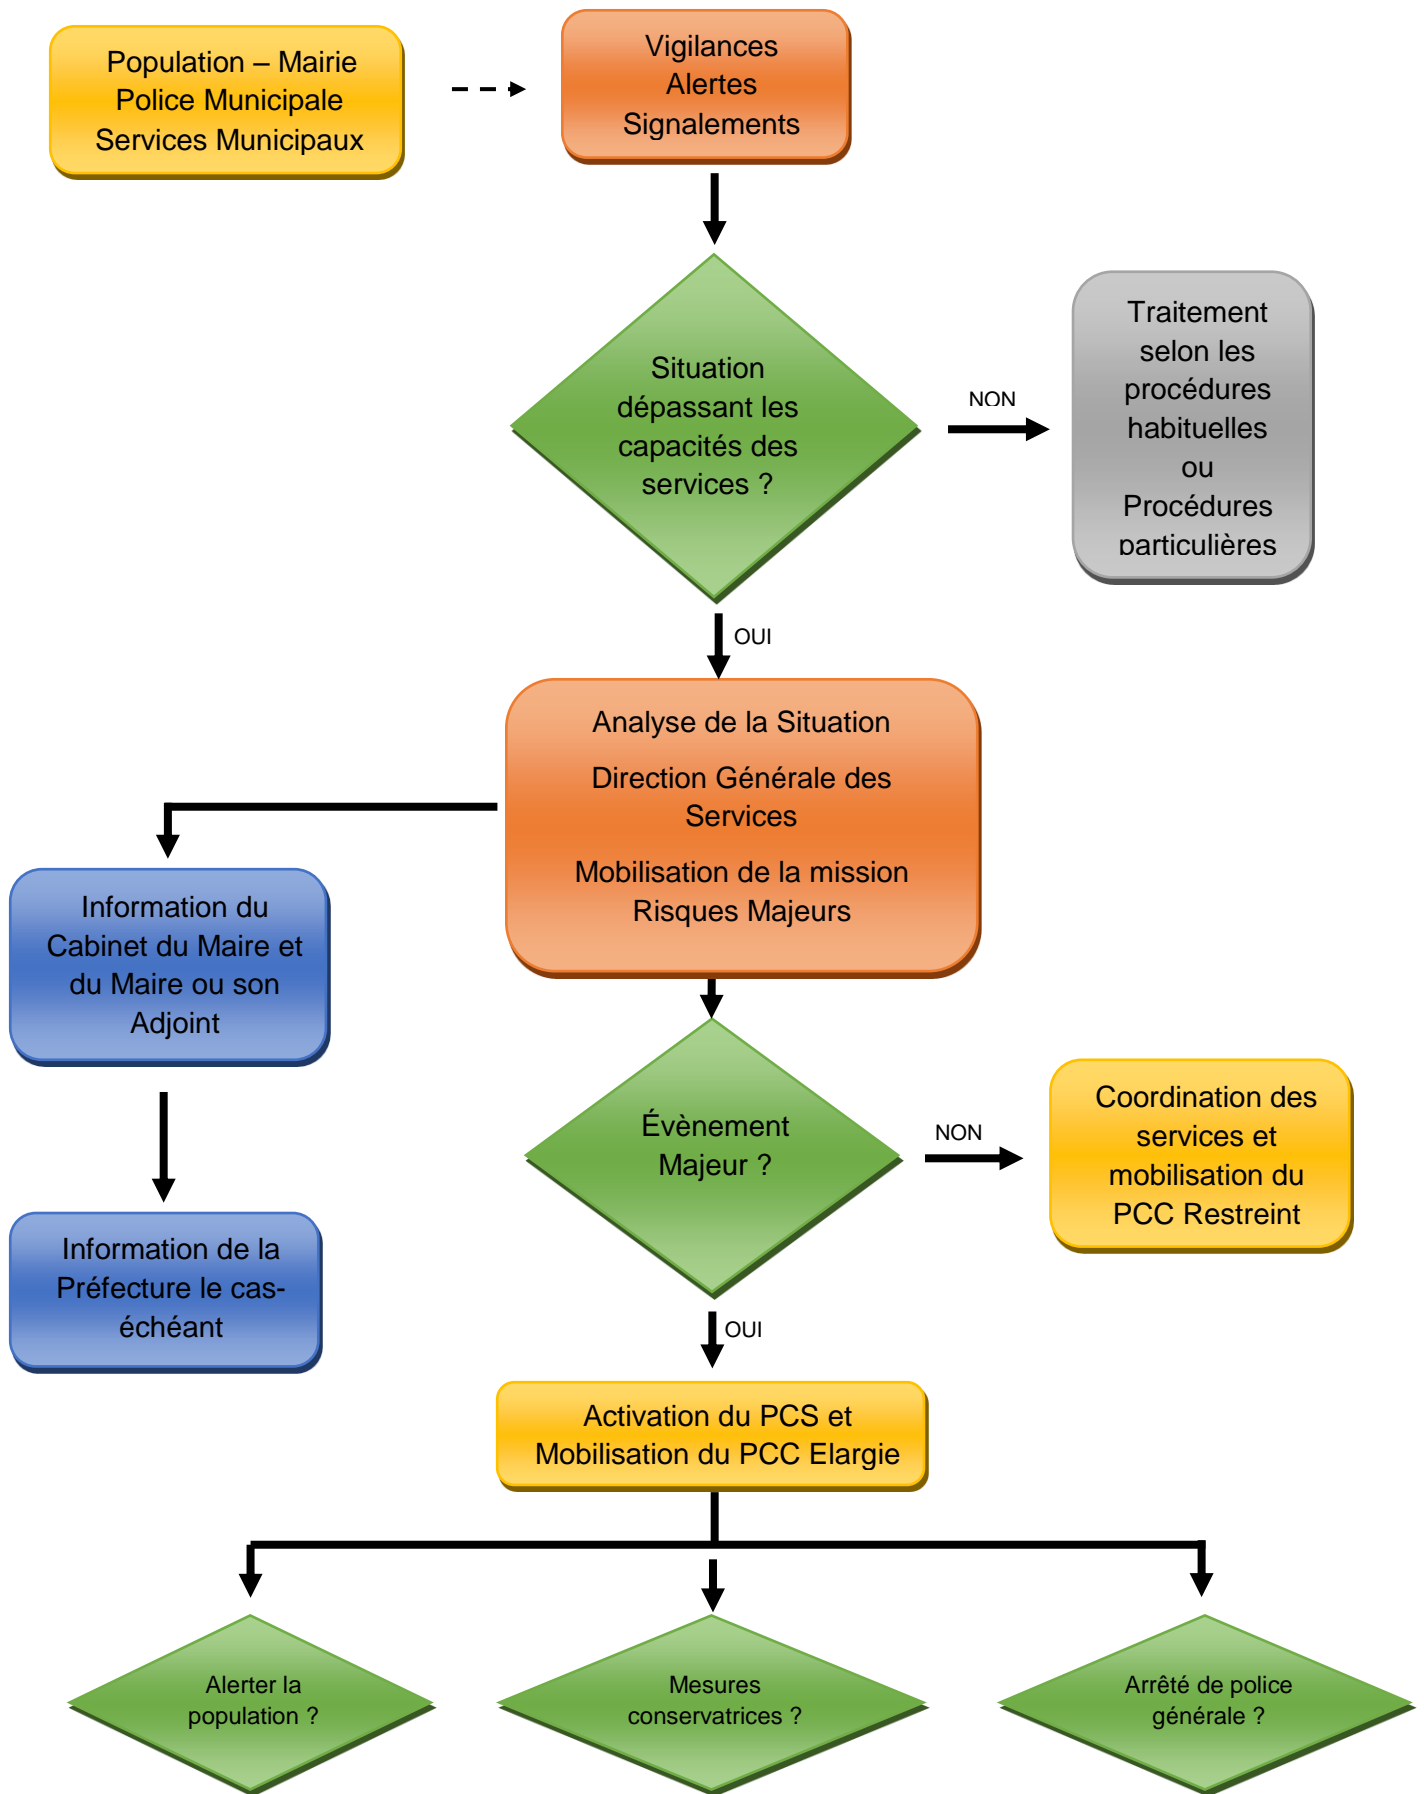 Population – Mairie
Police Municipale
Services Municipaux
Vigilances
Alertes
Signalements
Situation
dépassant les
capacités des
services ?
NON
Traitement
selon les
procédures
habituelles
ou
Procédures
particulières
OUI
Analyse de la Situation
Direction Générale des
Services
Mobilisation de la mission
Risques Majeurs
Information du
Cabinet du Maire et
du Maire ou son
Adjoint
Information de la
Préfecture le cas-
échéant
Évènement
Majeur ?
NON
Coordination des
services et
mobilisation du
PCC Restreint
OUI
Activation du PCS et
Mobilisation du PCC Elargie
Alerter la
population ?
Mesures
conservatrices ?
Arrêté de police
générale ?